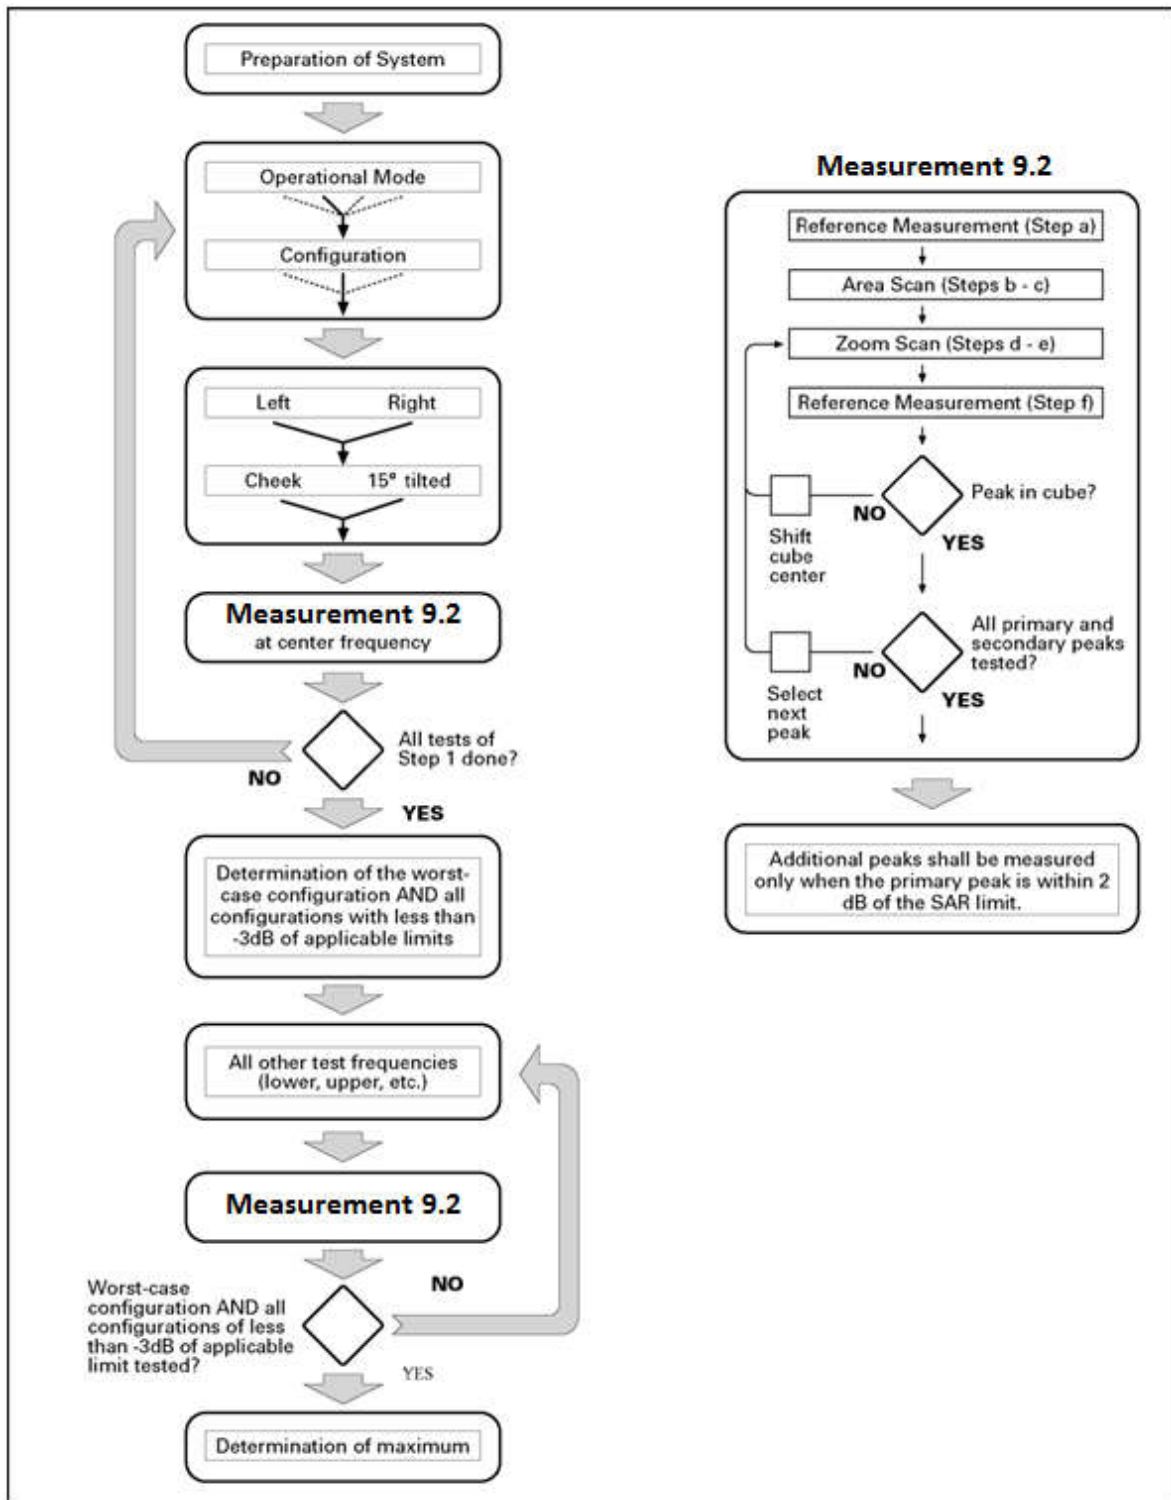 Preparation of System
Operational Mode
Configuration
Left Right
Cheek 15° tilted
Measurement 9.2
at center frequency
All tests of
Step 1 done?
NO
YES
Determination of the worst-
case configuration AND all
configurations with less than
-3dB of applicable limits
All other test frequencies
(lower, upper, etc.)
Measurement 9.2
NO
Worst-case
configuration AND all
configurations of less
than -3dB of applicable
limit tested?
YES
Determination of maximum
Measurement 9.2
Reference Measurement (Step a)
Area Scan (Steps b - c)
Zoom Scan (Steps d - e)
Reference Measurement (Step f)
Peak in cube?
NO
Shift
cube
center
YES
All primary and
secondary peaks
tested?
NO
Select
next
peak
YES
Additional peaks shall be measured
only when the primary peak is within 2
dB of the SAR limit.